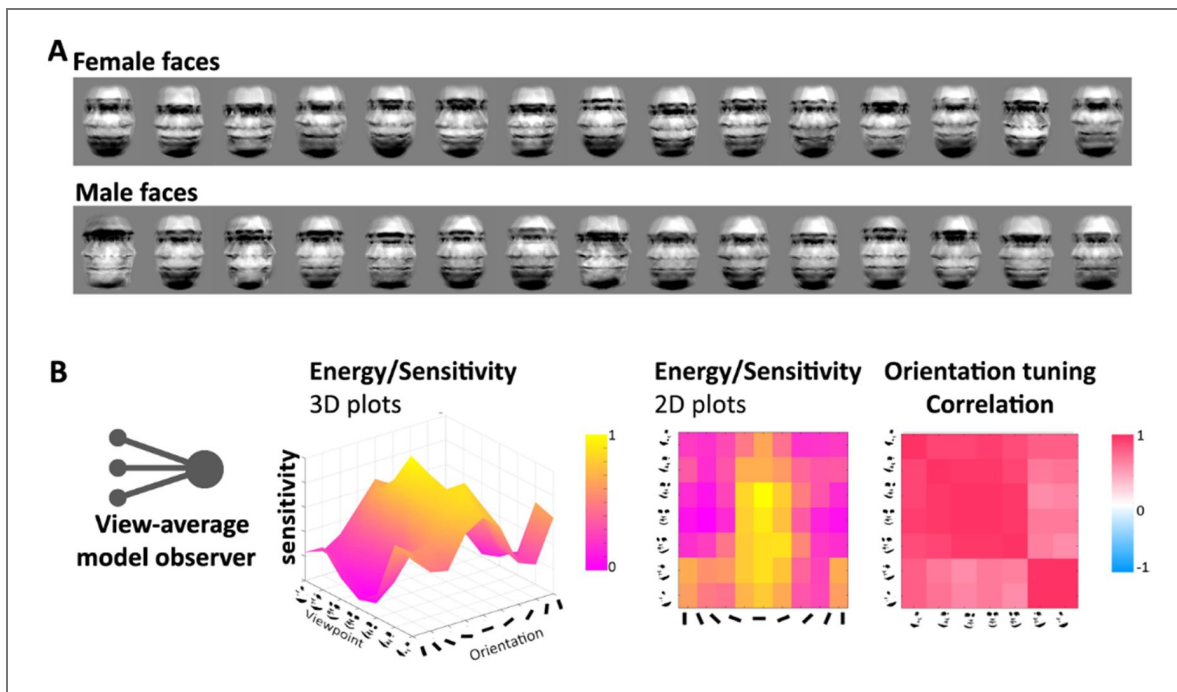 A
Female faces
Male faces
B
View-average
model observer
Energy/Sensitivity
3D plots
sensitivity
Viewpoint
Orientation
1
0
Energy/Sensitivity
2D plots
Orientation tuning
Correlation
1
0
-1